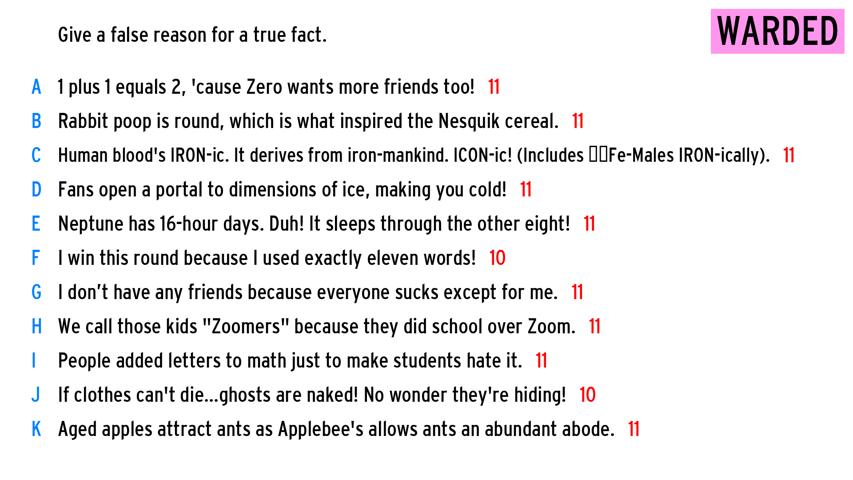 Give a false reason for a true fact.
WARDED
A 1 plus 1 equals 2, 'cause Zero wants more friends too! 11
B Rabbit poop is round, which is what inspired the Nesquik cereal. 11
C Human blood's IRON-ic. It derives from iron-mankind. ICON-ic! (Includes Fe-Males IRON-ically). 11
D Fans open a portal to dimensions of ice, making you cold! 11
E Neptune has 16-hour days. Duh! It sleeps through the other eight! 11
F I win this round because I used exactly eleven words! 10
G I don’t have any friends because everyone sucks except for me. 11
H We call those kids "Zoomers" because they did school over Zoom. 11
I People added letters to math just to make students hate it. 11
J If clothes can't die...ghosts are naked! No wonder they're hiding! 10
K Aged apples attract ants as Applebee's allows ants an abundant abode. 11